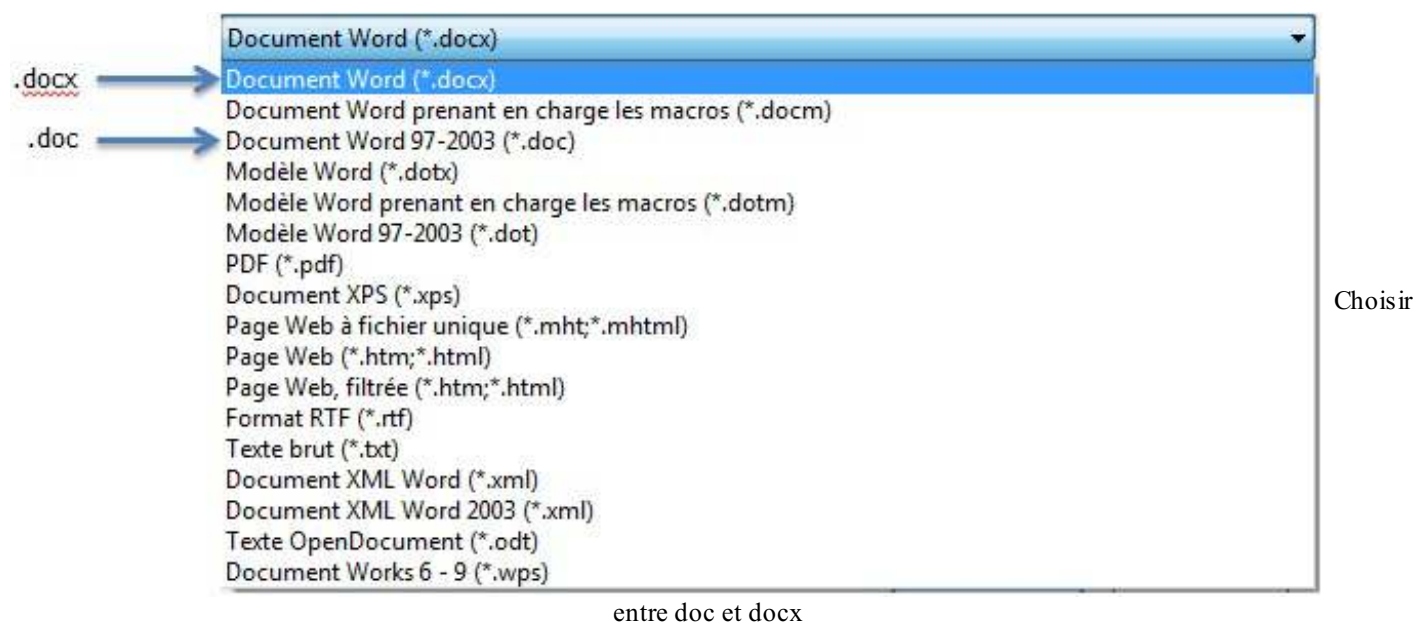 Document Word (*.docx)
.docx
Document Word (*.docx)
Document Word prenant en charge les macros (*.docm)
.doc
Document Word 97-2003 (*.doc)
Modèle Word (*.dotx)
Modèle Word prenant en charge les macros (*.dotm)
Modèle Word 97-2003 (*.dot)
PDF (*.pdf)
Document XPS (*.xps)
Page Web à fichier unique (*.mht;*.mhtml)
Page Web (*.htm;*.html)
Page Web, filtrée (*.htm;*.html)
Format RTF (*.rtf)
Texte brut (*.txt)
Document XML Word (*.xml)
Document XML Word 2003 (*.xml)
Texte OpenDocument (*.odt)
Document Works 6 - 9 (*.wps)
Choisir
entre doc et docx